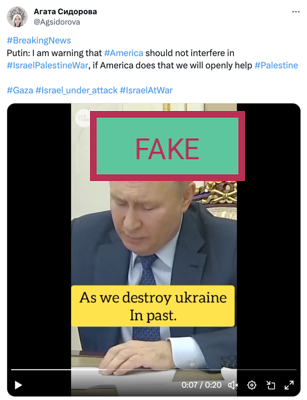 Агата Сидорова
@Agsidorova
#BreakingNews
Putin: I am warning that #America should not interfere in
#IsraelPalestineWar, if America does that we will openly help #Palestine
#Gaza #Israel_under_attack #IsraelAtWar
FAKE
As we destroy ukraine
In past.
0:07 / 0:20